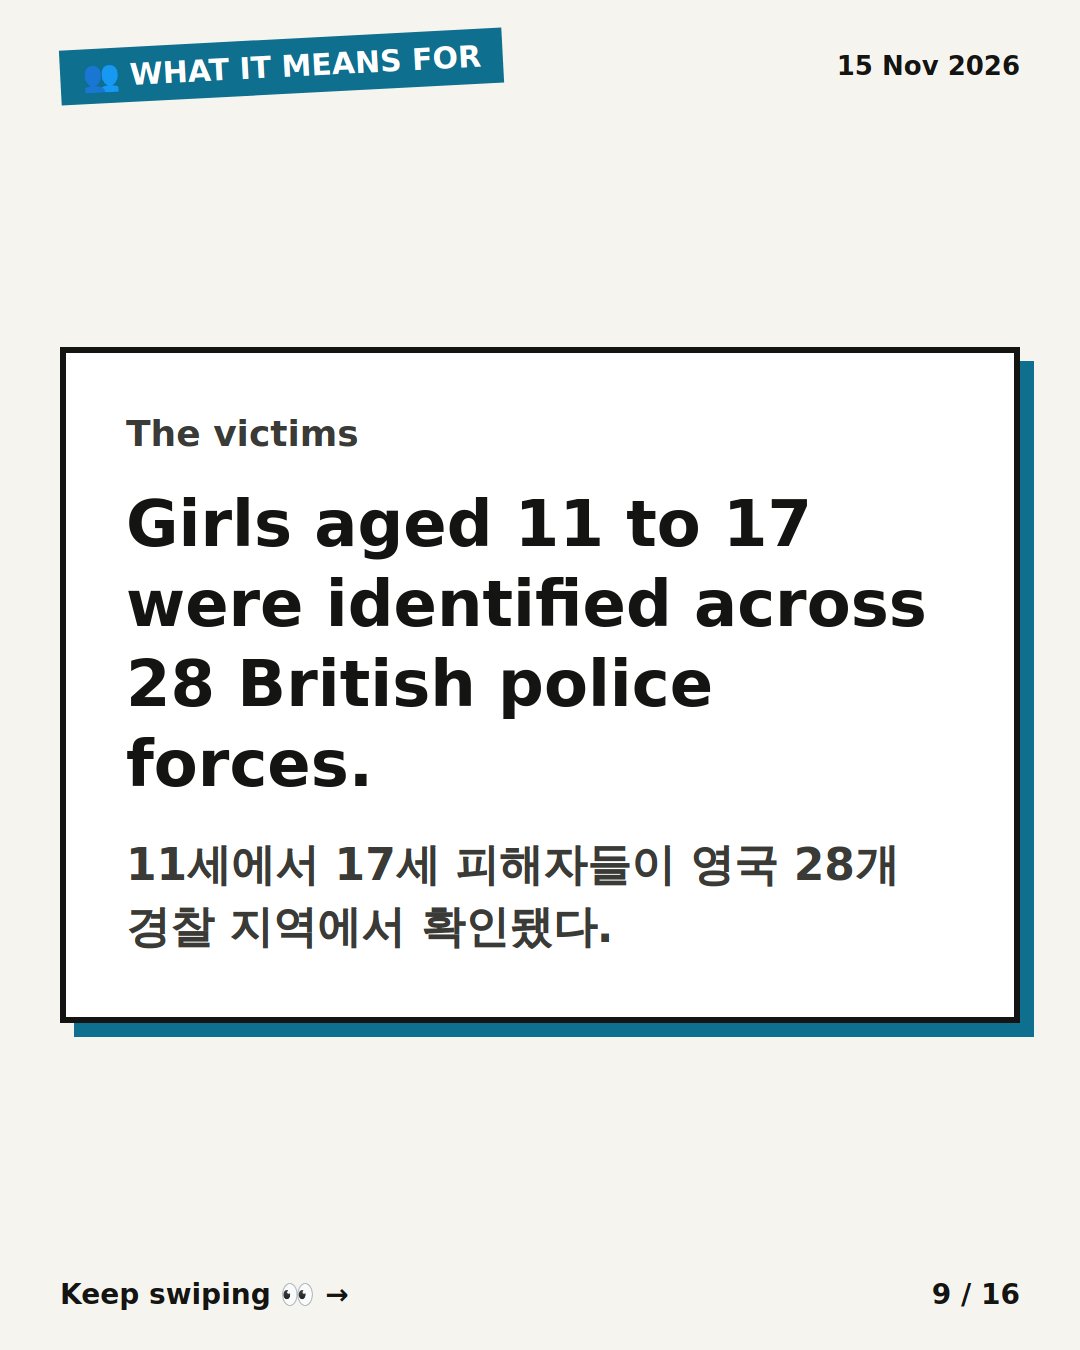 👥 WHAT IT MEANS FOR
15 Nov 2026
The victims
Girls aged 11 to 17
were identified across
28 British police
forces.
11세에서 17세 피해자들이 영국 28개
경찰 지역에서 확인됐다.
Keep swiping 👀 →
9 / 16